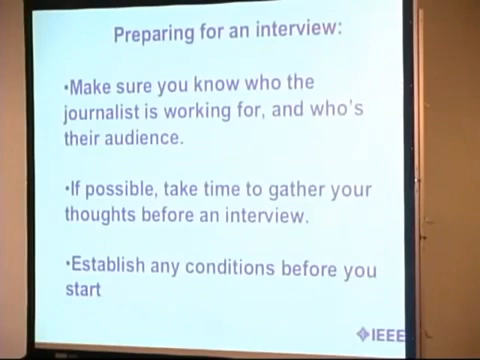 Preparing for an interview:
•Make sure you know who the
journalist is working for, and who's
their audience.
•If possible, take time to gather your
thoughts before an interview.
•Establish any conditions before you
start
IEEE